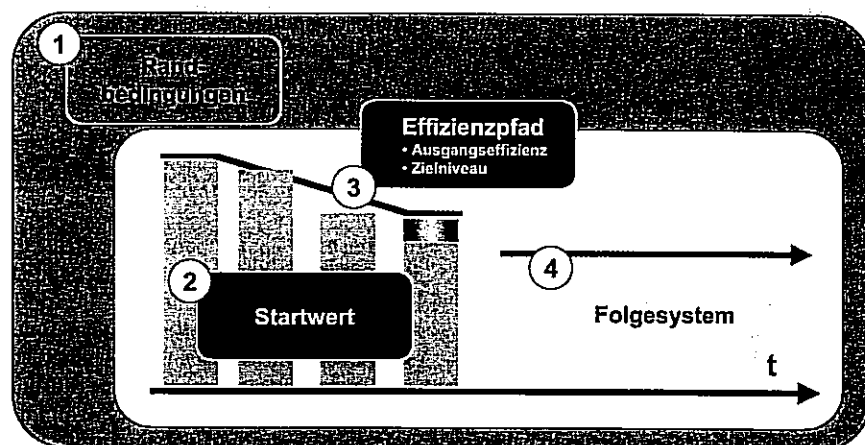 1
Rand-
bedingungen
Effizienzpfad
• Ausgangseffizienz
• Zielniveau
3
2
Startwert
4
Folgesystem
t